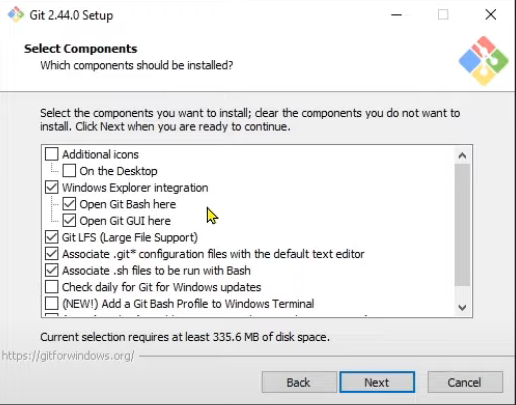 Git 2.44.0 Setup
Select Components
Which components should be installed?
Select the components you want to install; clear the components you do not want to
install. Click Next when you are ready to continue.
Additional icons
On the Desktop
Windows Explorer integration
Open Git Bash here
Open Git GUI here
Git LFS (Large File Support)
Associate .git* configuration files with the default text editor
Associate .sh files to be run with Bash
Check daily for Git for Windows updates
(NEW!) Add a Git Bash Profile to Windows Terminal
Current selection requires at least 335.6 MB of disk space.
https://gitforwindows.org/
Back
Next
Cancel